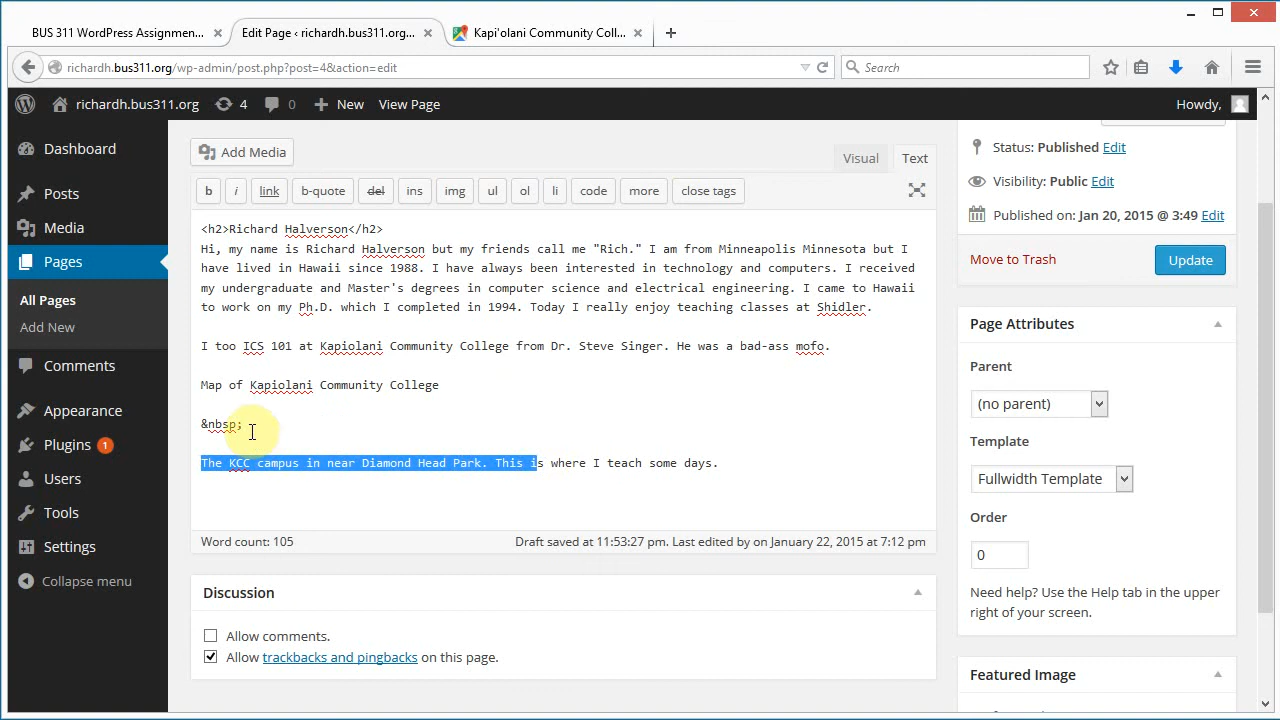 BUS 311 WordPress Assignmen...
Edit Page ‹ richardh.bus311.org...
Kapi'olani Community Coll...
richardh.bus311.org/wp-admin/post.php?post=4&action=edit
Search
richardh.bus311.org
4
0
New
View Page
Howdy,
Dashboard
Posts
Media
Pages
All Pages
Add New
Comments
Appearance
Plugins 1
Users
Tools
Settings
Collapse menu
Add Media
Visual
Text
b
i
link
b-quote
del
ins
img
ul
ol
li
code
more
close tags
<h2>Richard Halverson</h2>
Hi, my name is Richard Halverson but my friends call me "Rich." I am from Minneapolis Minnesota but I
have lived in Hawaii since 1988. I have always been interested in technology and computers. I received
my undergraduate and Master's degrees in computer science and electrical engineering. I came to Hawaii
to work on my Ph.D. which I completed in 1994. Today I really enjoy teaching classes at Shidler.
I too ICS 101 at Kapiolani Community College from Dr. Steve Singer. He was a bad-ass mofo.
Map of Kapiolani Community College
&nbsp;
The KCC campus in near Diamond Head Park. This is where I teach some days.
Word count: 105
Draft saved at 11:53:27 pm. Last edited by on January 22, 2015 at 7:12 pm
Discussion
Allow comments.
Allow trackbacks and pingbacks on this page.
Status: Published Edit
Visibility: Public Edit
Published on: Jan 20, 2015 @ 3:49 Edit
Move to Trash
Update
Page Attributes
Parent
(no parent)
Template
Fullwidth Template
Order
0
Need help? Use the Help tab in the upper
right of your screen.
Featured Image